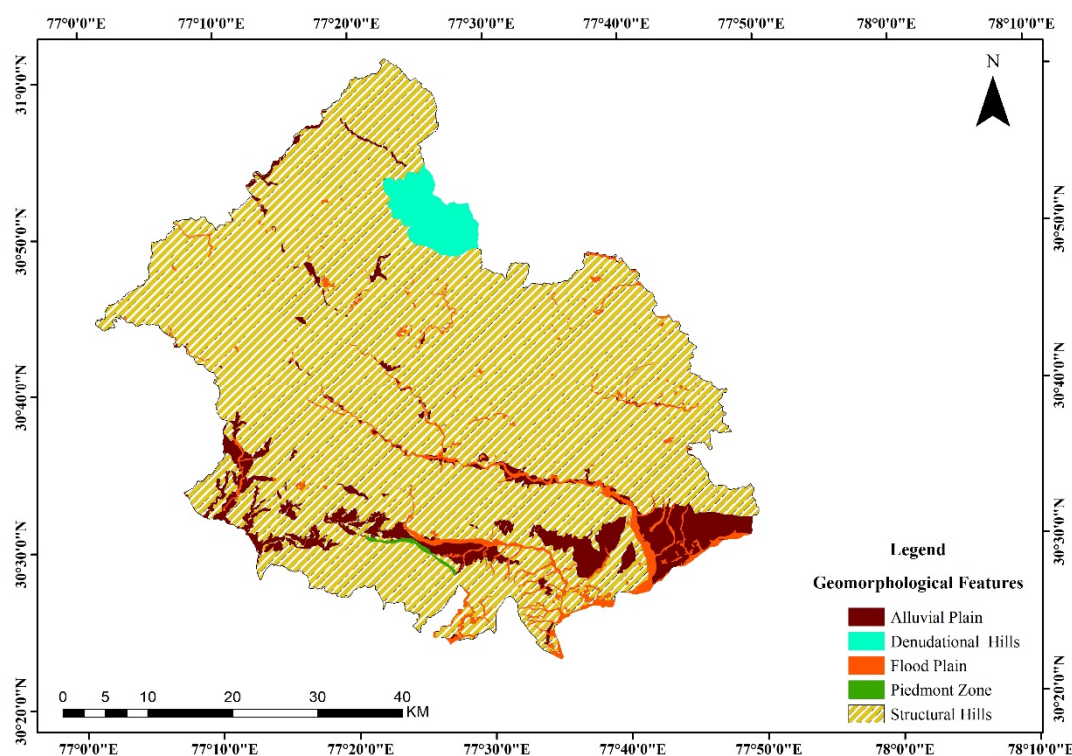 77°0'0"E 77°10'0"E 77°20'0"E 77°30'0"E 77°40'0"E 77°50'0"E 78°0'0"E 78°10'0"E
31°0'0"N
30°50'0"N
30°40'0"N
30°30'0"N
30°20'0"N
N
30°50'0"N
30°40'0"N
30°30'0"N
30°20'0"N
Legend
Geomorphological Features
Alluvial Plain
Denudational Hills
Flood Plain
Piedmont Zone
Structural Hills
0 5 10 20 30 40
KM
77°0'0"E 77°10'0"E 77°20'0"E 77°30'0"E 77°40'0"E 77°50'0"E 78°0'0"E 78°10'0"E